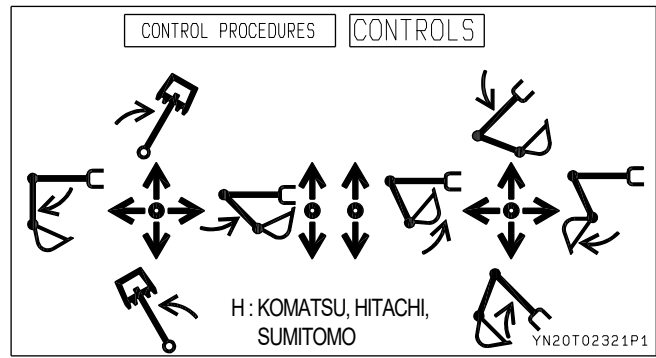 CONTROL PROCEDURES
CONTROLS
H : KOMATSU, HITACHI,
SUMITOMO
YN20T02321P1